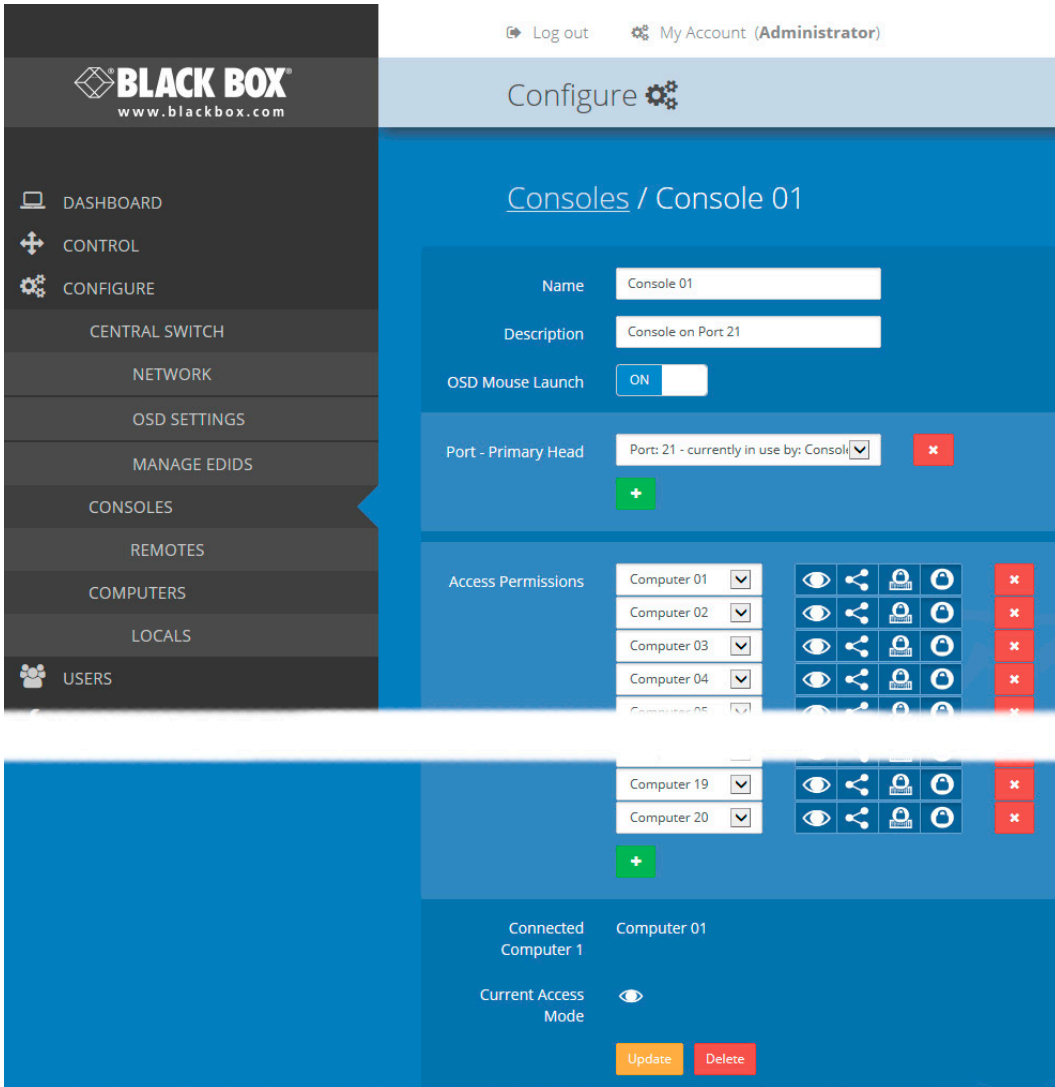 Log out
My Account (Administrator)
BLACK BOX®
www.blackbox.com
Configure
DASHBOARD
CONTROL
CONFIGURE
CENTRAL SWITCH
NETWORK
OSD SETTINGS
MANAGE EDIDS
CONSOLES
REMOTES
COMPUTERS
LOCALS
USERS
Consoles / Console 01
Name
Console 01
Description
Console on Port 21
OSD Mouse Launch
ON
Port - Primary Head
Port: 21 - currently in use by: Consol
Access Permissions
Computer 01
Computer 02
Computer 03
Computer 04
Computer 05
Computer 19
Computer 20
Connected
Computer 1
Computer 01
Current Access
Mode
Update
Delete